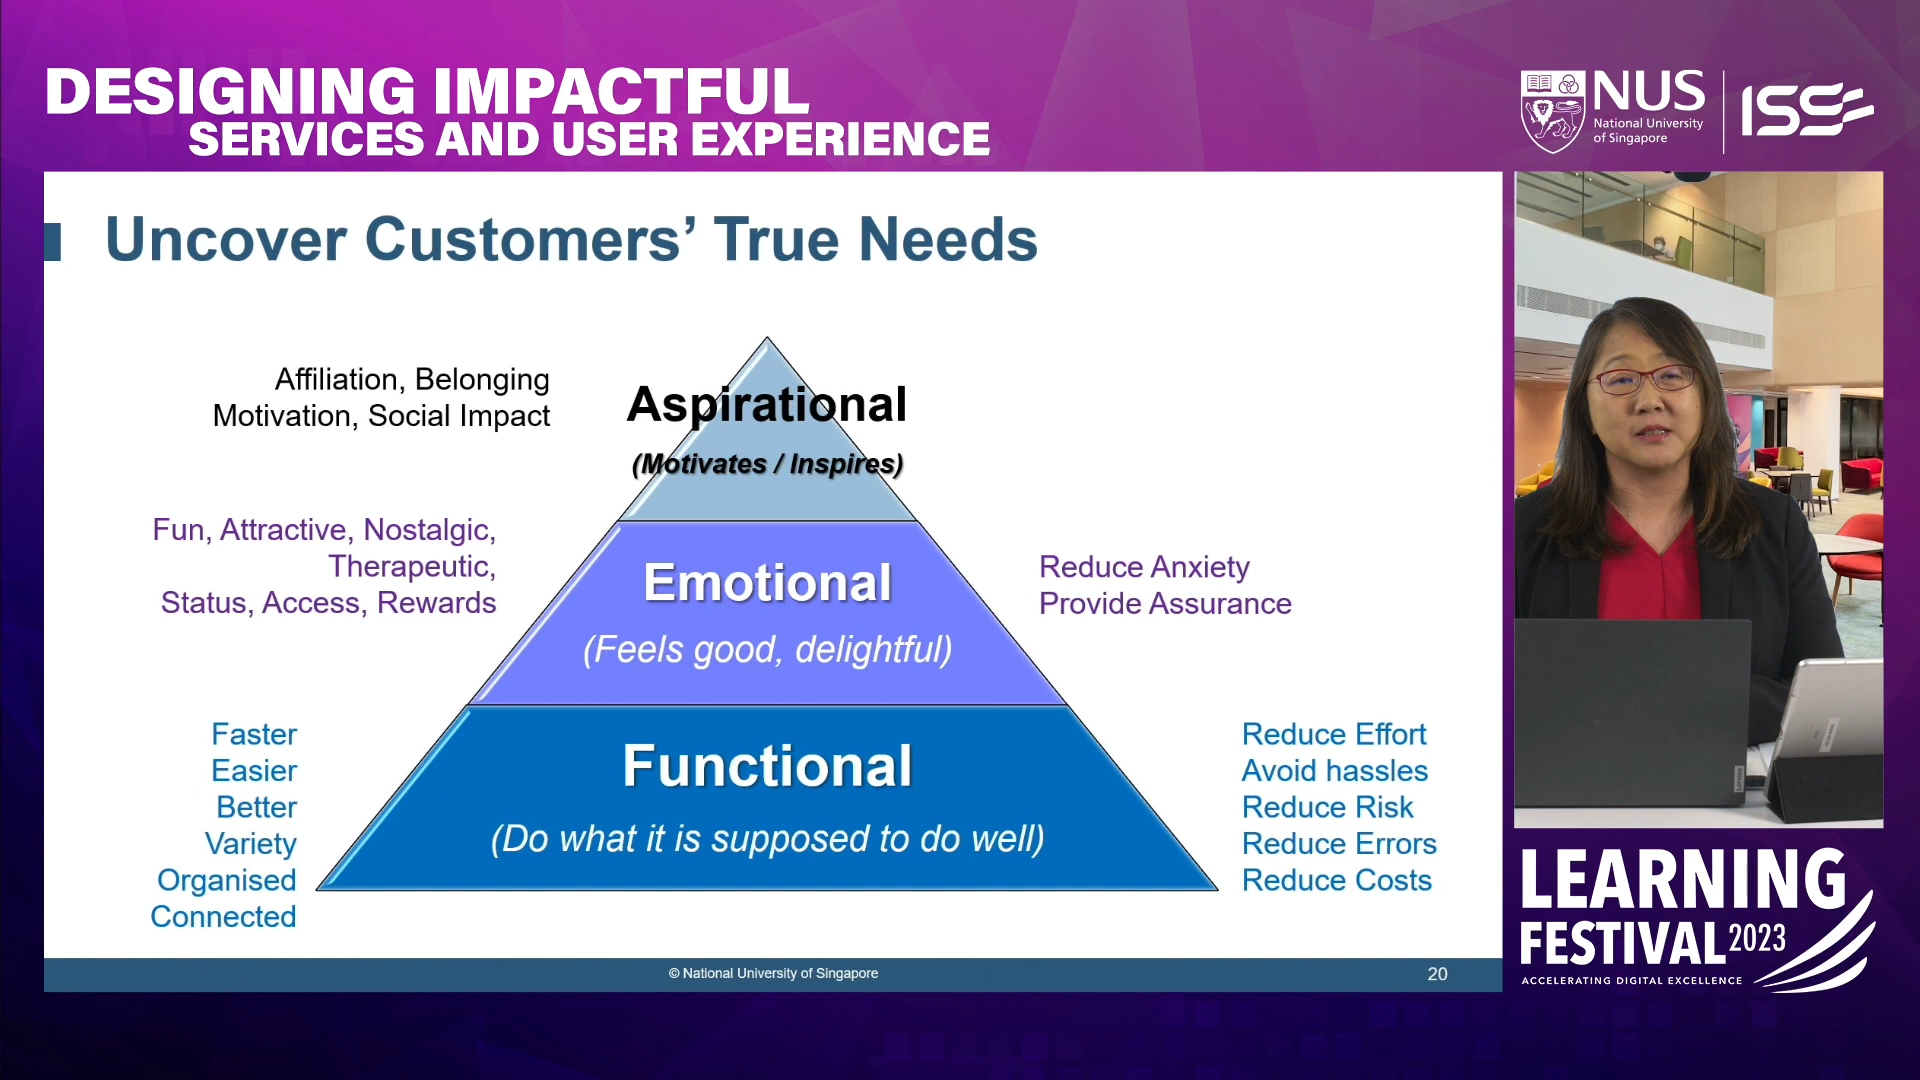 DESIGNING IMPACTFUL
SERVICES AND USER EXPERIENCE
NUS
National University
of Singapore
ISS
Uncover Customers’ True Needs
Affiliation, Belonging
Motivation, Social Impact
Aspirational
(Motivates / Inspires)
Fun, Attractive, Nostalgic,
Therapeutic,
Status, Access, Rewards
Emotional
(Feels good, delightful)
Reduce Anxiety
Provide Assurance
Faster
Easier
Better
Variety
Organised
Connected
Functional
(Do what it is supposed to do well)
Reduce Effort
Avoid hassles
Reduce Risk
Reduce Errors
Reduce Costs
© National University of Singapore
20
Lenovo
LEARNING
FESTIVAL 2023
ACCELERATING DIGITAL EXCELLENCE